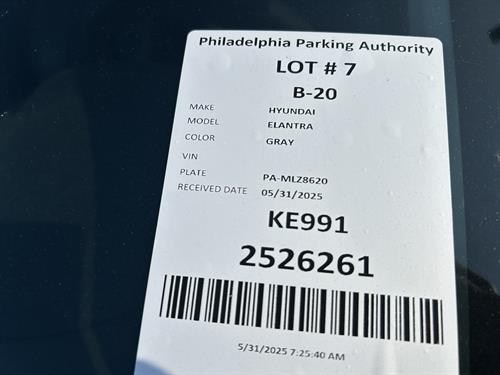 Philadelphia Parking Authority
LOT # 7
B-20
MAKE HYUNDAI
MODEL ELANTRA
COLOR GRAY
VIN
PLATE PA-MLZ8620
RECEIVED DATE 05/31/2025
KE991
2526261
5/31/2025 7:25:40 AM